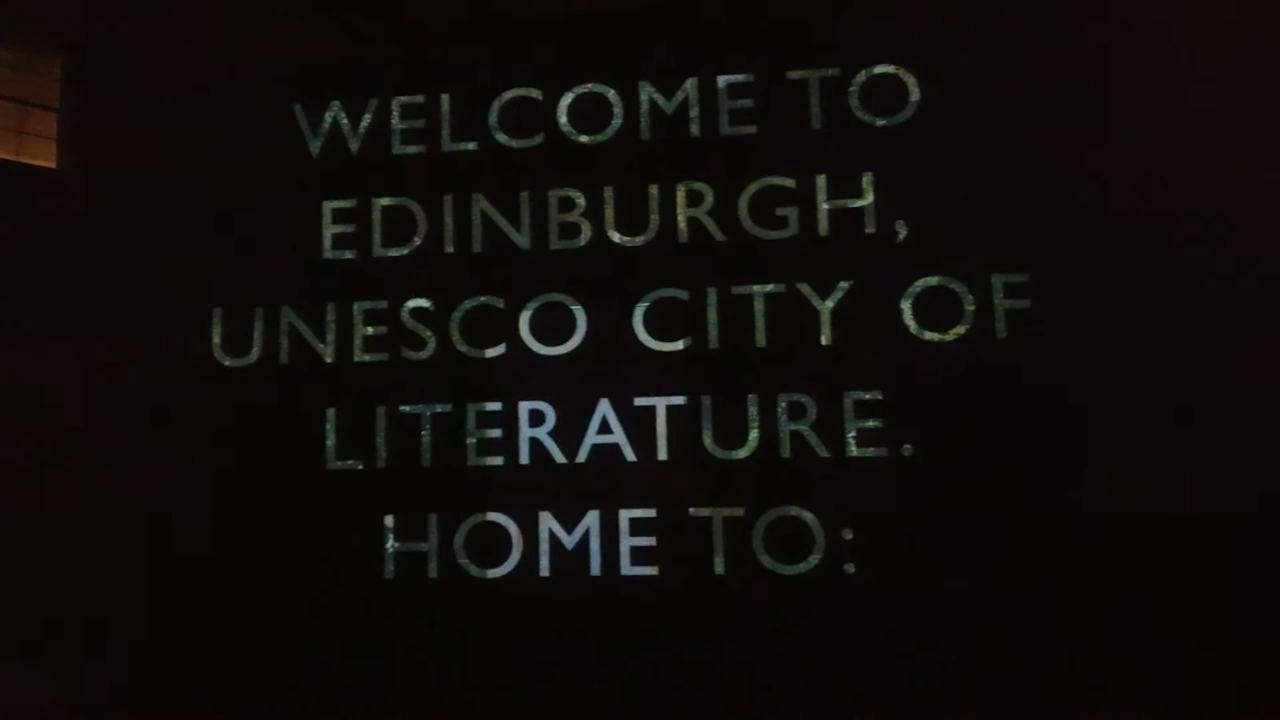 WELCOME TO
EDINBURGH,
UNESCO CITY OF
LITERATURE.
HOME TO: